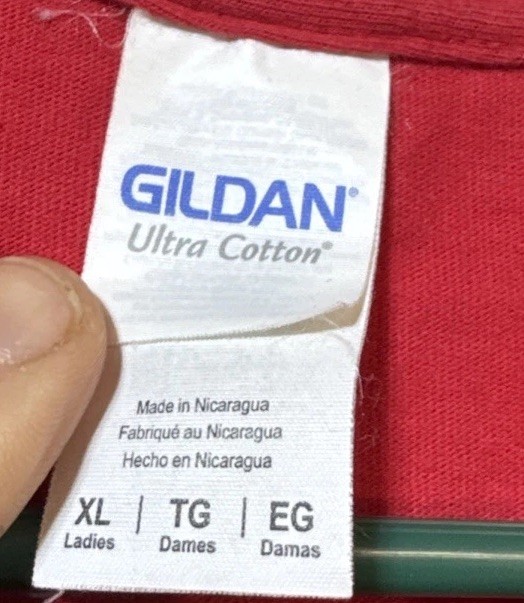 GILDAN®
Ultra Cotton®
Made in Nicaragua
Fabriqué au Nicaragua
Hecho en Nicaragua
XL | TG | EG
Ladies Dames Damas